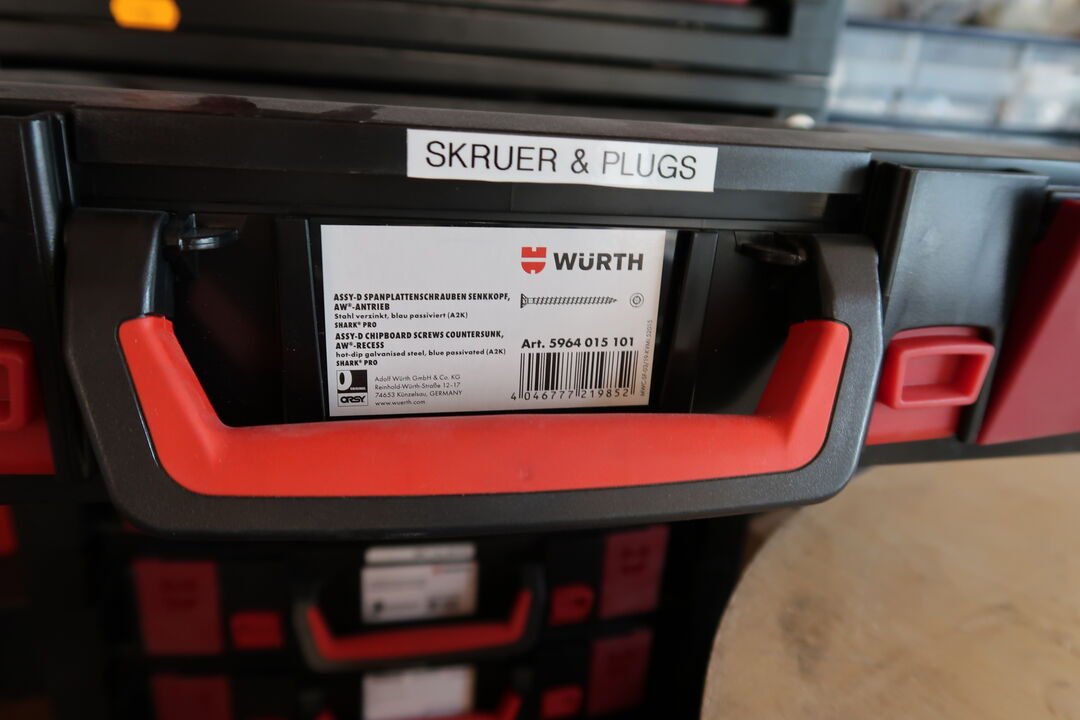 SKRUER & PLUGS
WÜRTH
ASSY-D SPANPLATTENSCHRAUBEN SENKKOPF,
AW®-ANTRIEB
Stahl verzinkt, blau passiviert (A2K)
SHARK® PRO
ASSY-D CHIPBOARD SCREWS COUNTERSUNK,
AW®-RECESS
hot-dip galvanised steel, blue passivated (A2K)
SHARK® PRO
Art. 5964 015 101
4 046777 219852
ORSY
Adolf Würth GmbH & Co. KG
Reinhold-Würth-Straße 12-17
74653 Künzelsau, GERMANY
www.wuerth.com